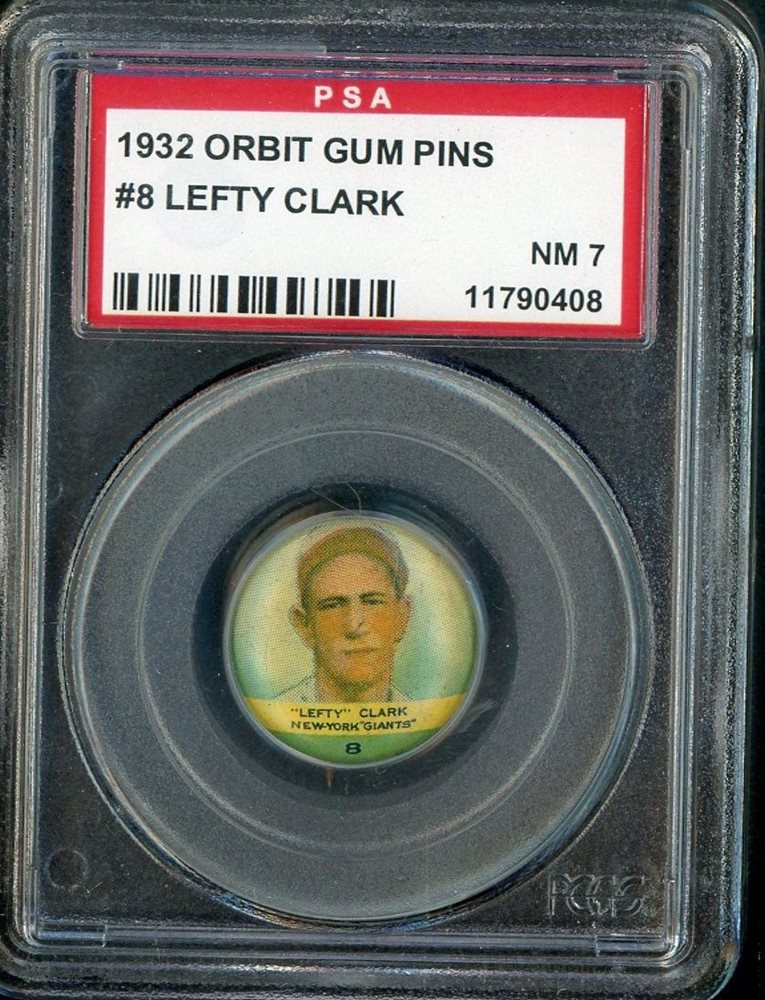 PSA
1932 ORBIT GUM PINS
#8 LEFTY CLARK
NM 7
11790408
"LEFTY" CLARK
NEW-YORK "GIANTS"
8
PCGS